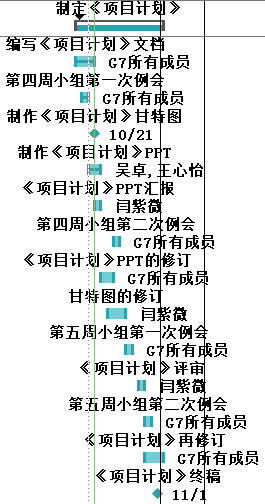 制定《项目计划》
编写《项目计划》文档
G7所有成员
第四周小组第一次例会
G7所有成员
制作《项目计划》甘特图
10/21
制作《项目计划》PPT
吴卓,王心怡
《项目计划》PPT汇报
闫紫微
第四周小组第二次例会
G7所有成员
《项目计划》PPT的修订
G7所有成员
甘特图的修订
闫紫微
第五周小组第一次例会
G7所有成员
《项目计划》评审
闫紫微
第五周小组第二次例会
G7所有成员
《项目计划》再修订
G7所有成员
《项目计划》终稿
11/1